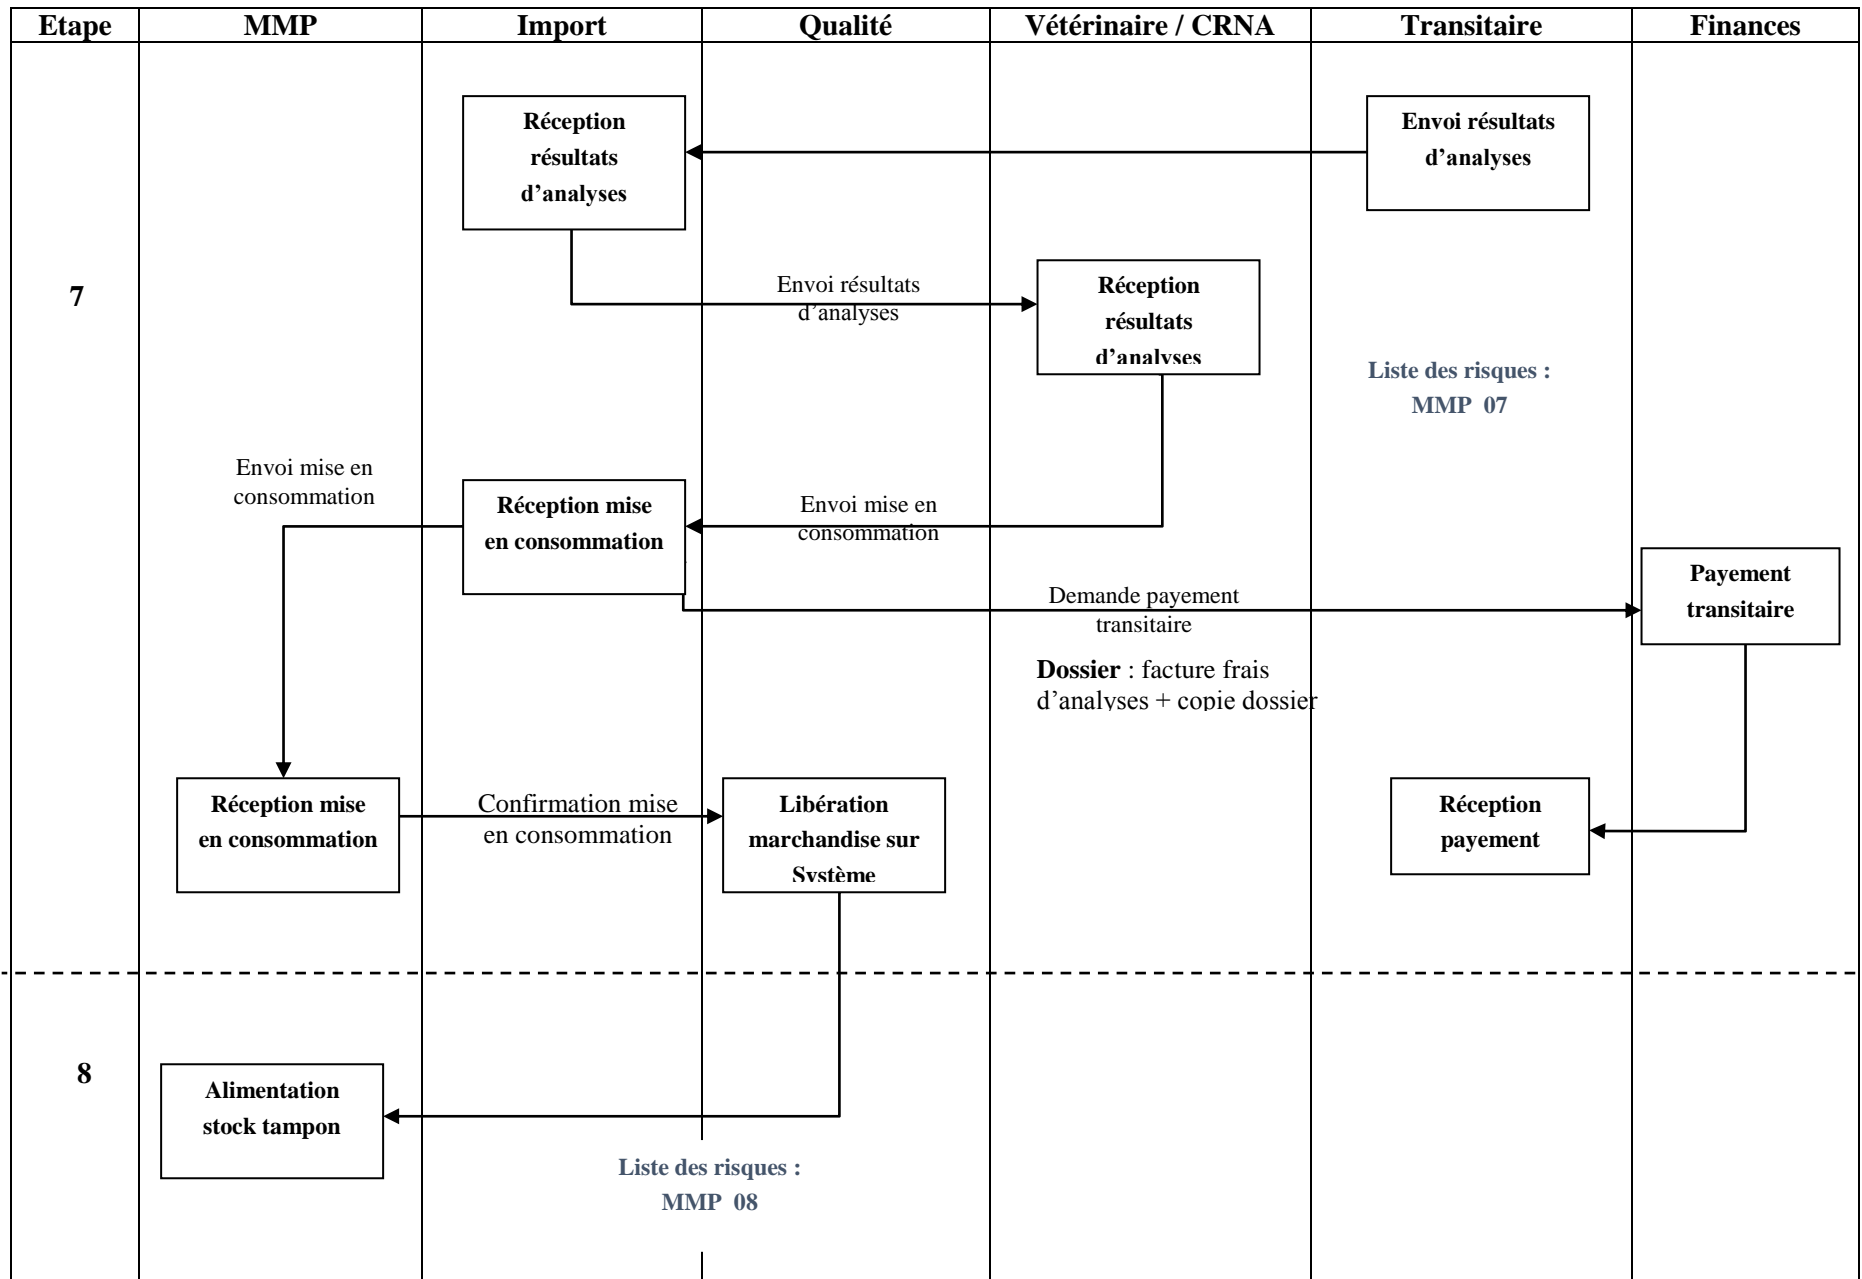 Etape MMP Import Qualité Vétérinaire / CRNA Transitaire Finances
Réception
résultats
d’analyses
Envoi résultats
d’analyses
7
Envoi résultats
d’analyses
Réception
résultats
d’analyses
Liste des risques :
MMP 07
Envoi mise en
consommation
Réception mise
en consommation
Envoi mise en
consommation
Demande payement
transitaire
Payement
transitaire
Dossier : facture frais
d’analyses + copie dossier
Réception mise
en consommation
Confirmation mise
en consommation
Libération
marchandise sur
Système
Réception
payement
8
Alimentation
stock tampon
Liste des risques :
MMP 08